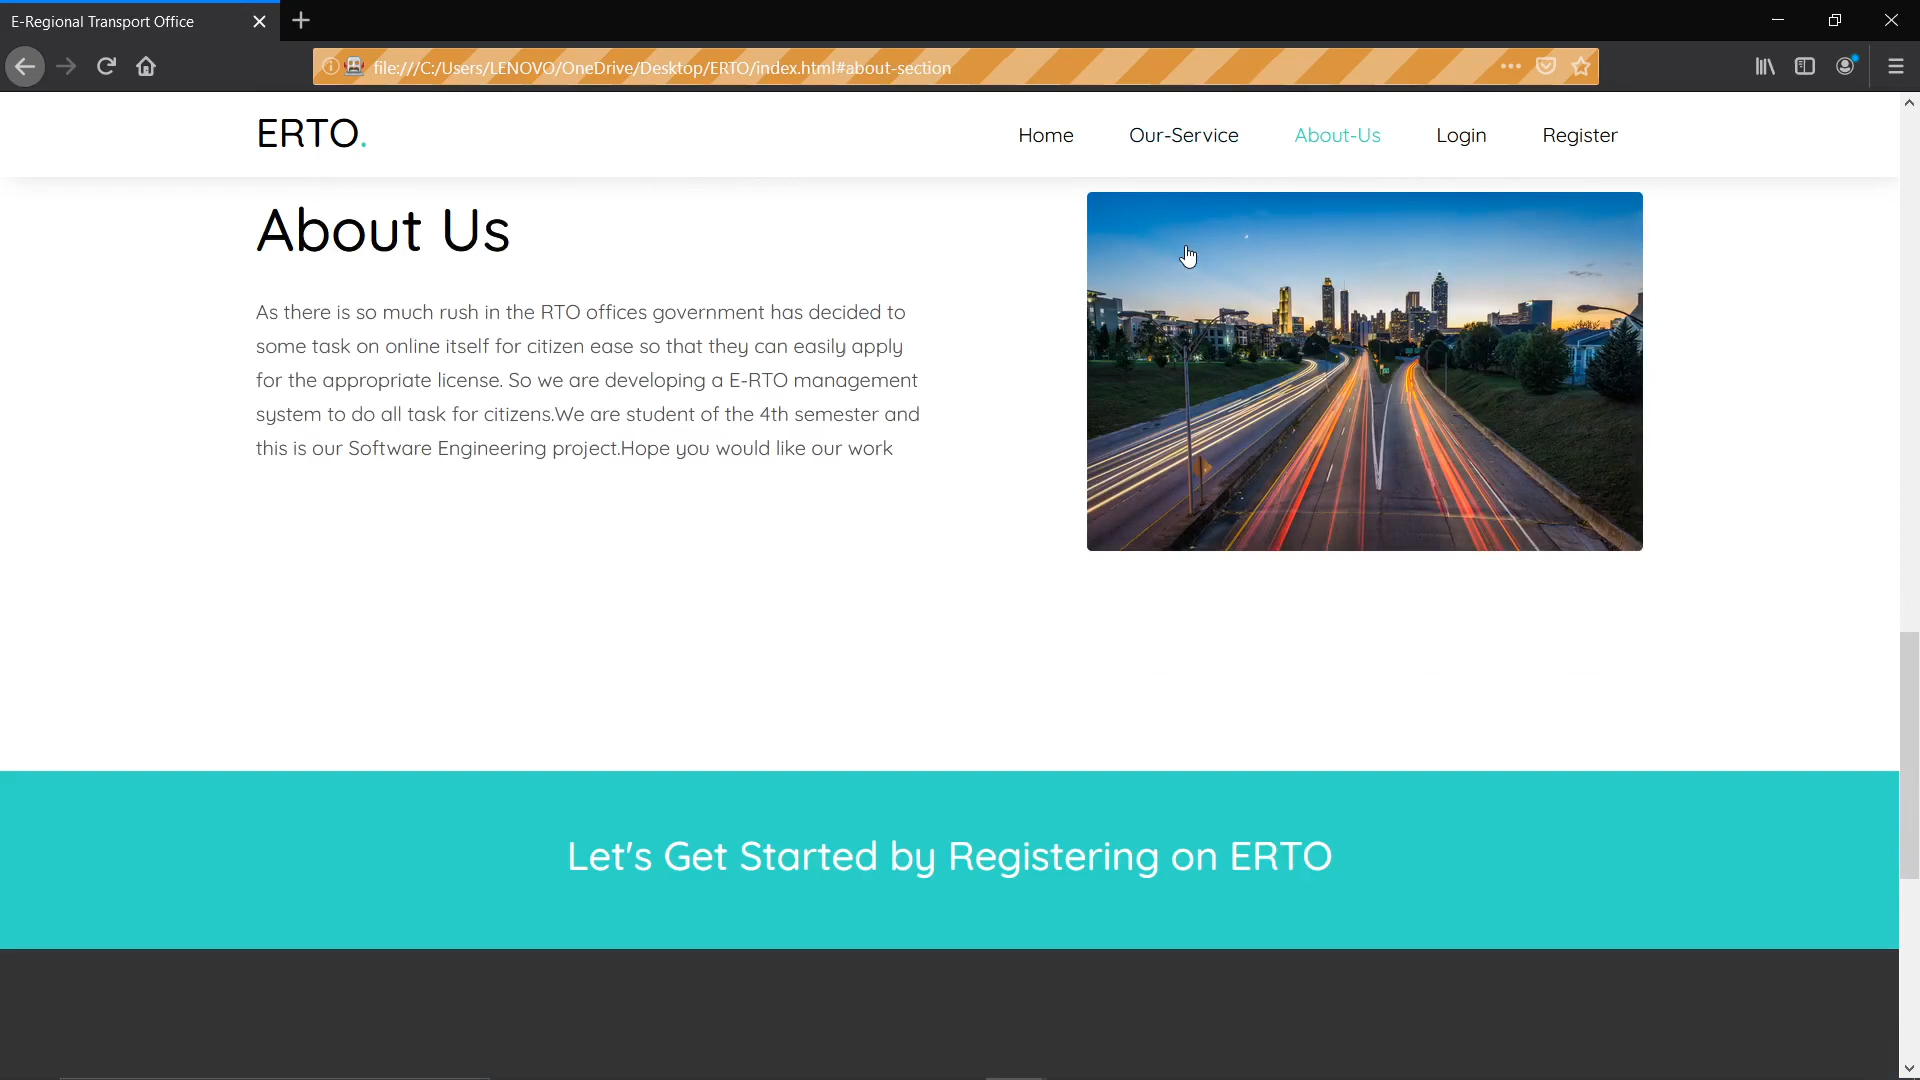 E-Regional Transport Office
file:///C:/Users/LENOVO/OneDrive/Desktop/ERTO/index.html#about-section
ERTO.
Home Our-Service About-Us Login Register
About Us
As there is so much rush in the RTO offices government has decided to
some task on online itself for citizen ease so that they can easily apply
for the appropriate license. So we are developing a E-RTO management
system to do all task for citizens.We are student of the 4th semester and
this is our Software Engineering project.Hope you would like our work
Let's Get Started by Registering on ERTO